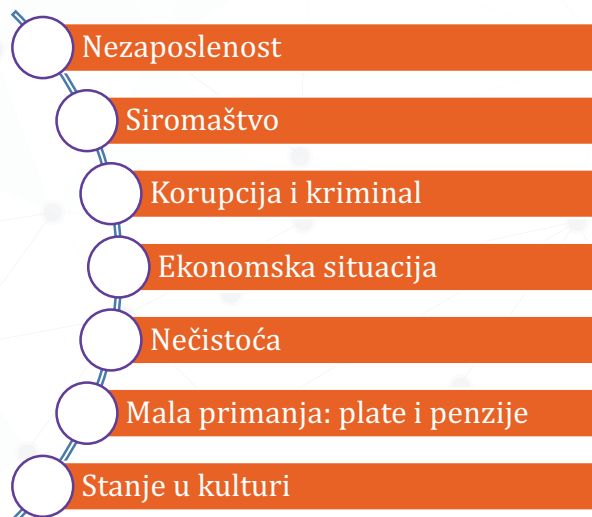 Nezaposlenost
Siromaštvo
Korupcija i kriminal
Ekonomska situacija
Nečistoća
Mala primanja: plate i penzije
Stanje u kulturi